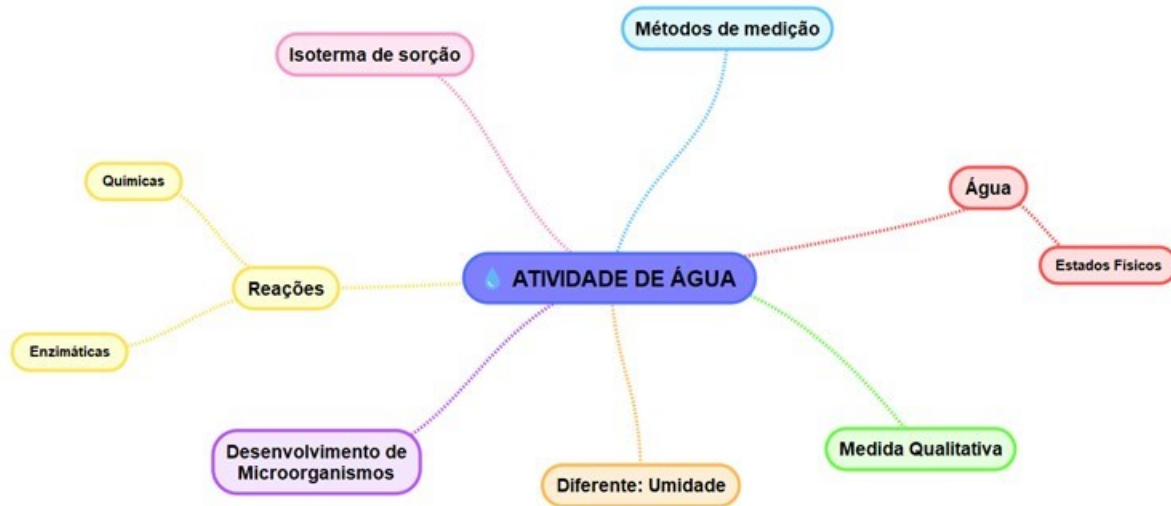 Métodos de medição
Isoterma de sorção
Químicas
Água
Estados Físicos
ATIVIDADE DE ÁGUA
Reações
Enzimáticas
Desenvolvimento de
Microorganismos
Diferente: Umidade
Medida Qualitativa